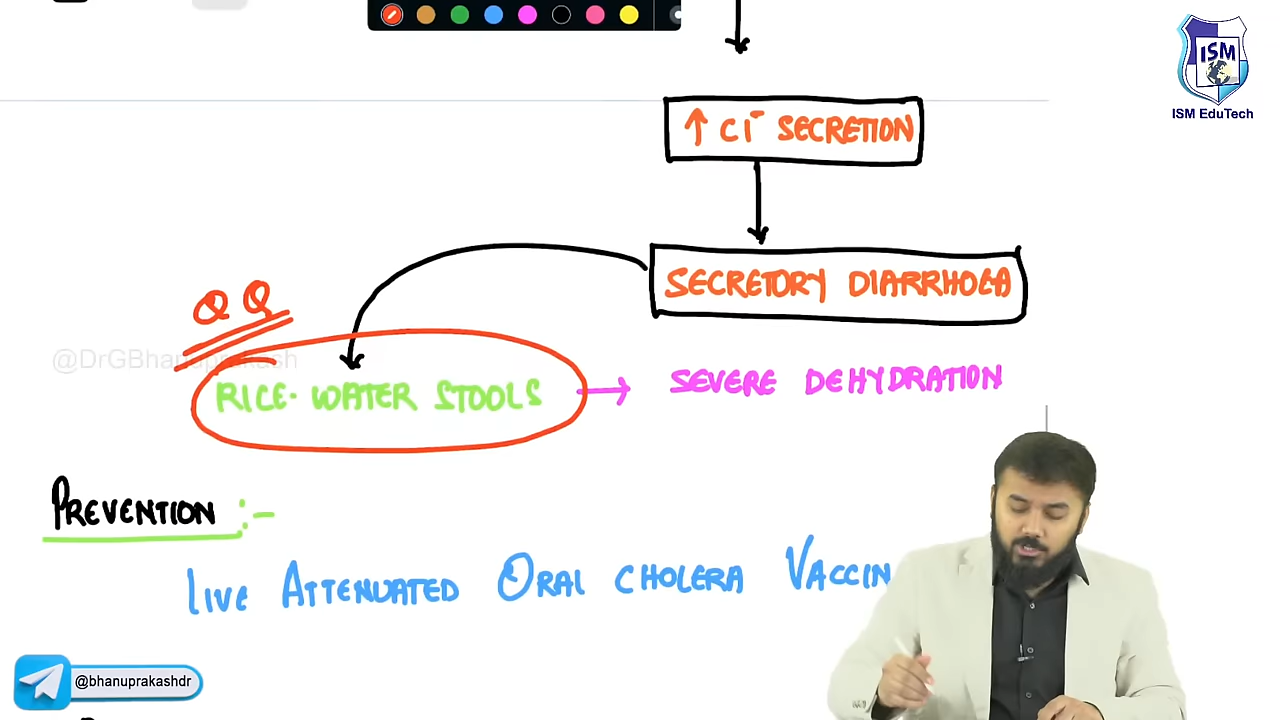 ISM
ISM EduTech
↑ Cl⁻ SECRETION
SECRETORY DIARRHOEA
Q Q
@DrGBhanuprakash
RICE-WATER STOOLS → SEVERE DEHYDRATION
PREVENTION :-
LIVE ATTENUATED ORAL CHOLERA VACCIN
@bhanuprakashdr